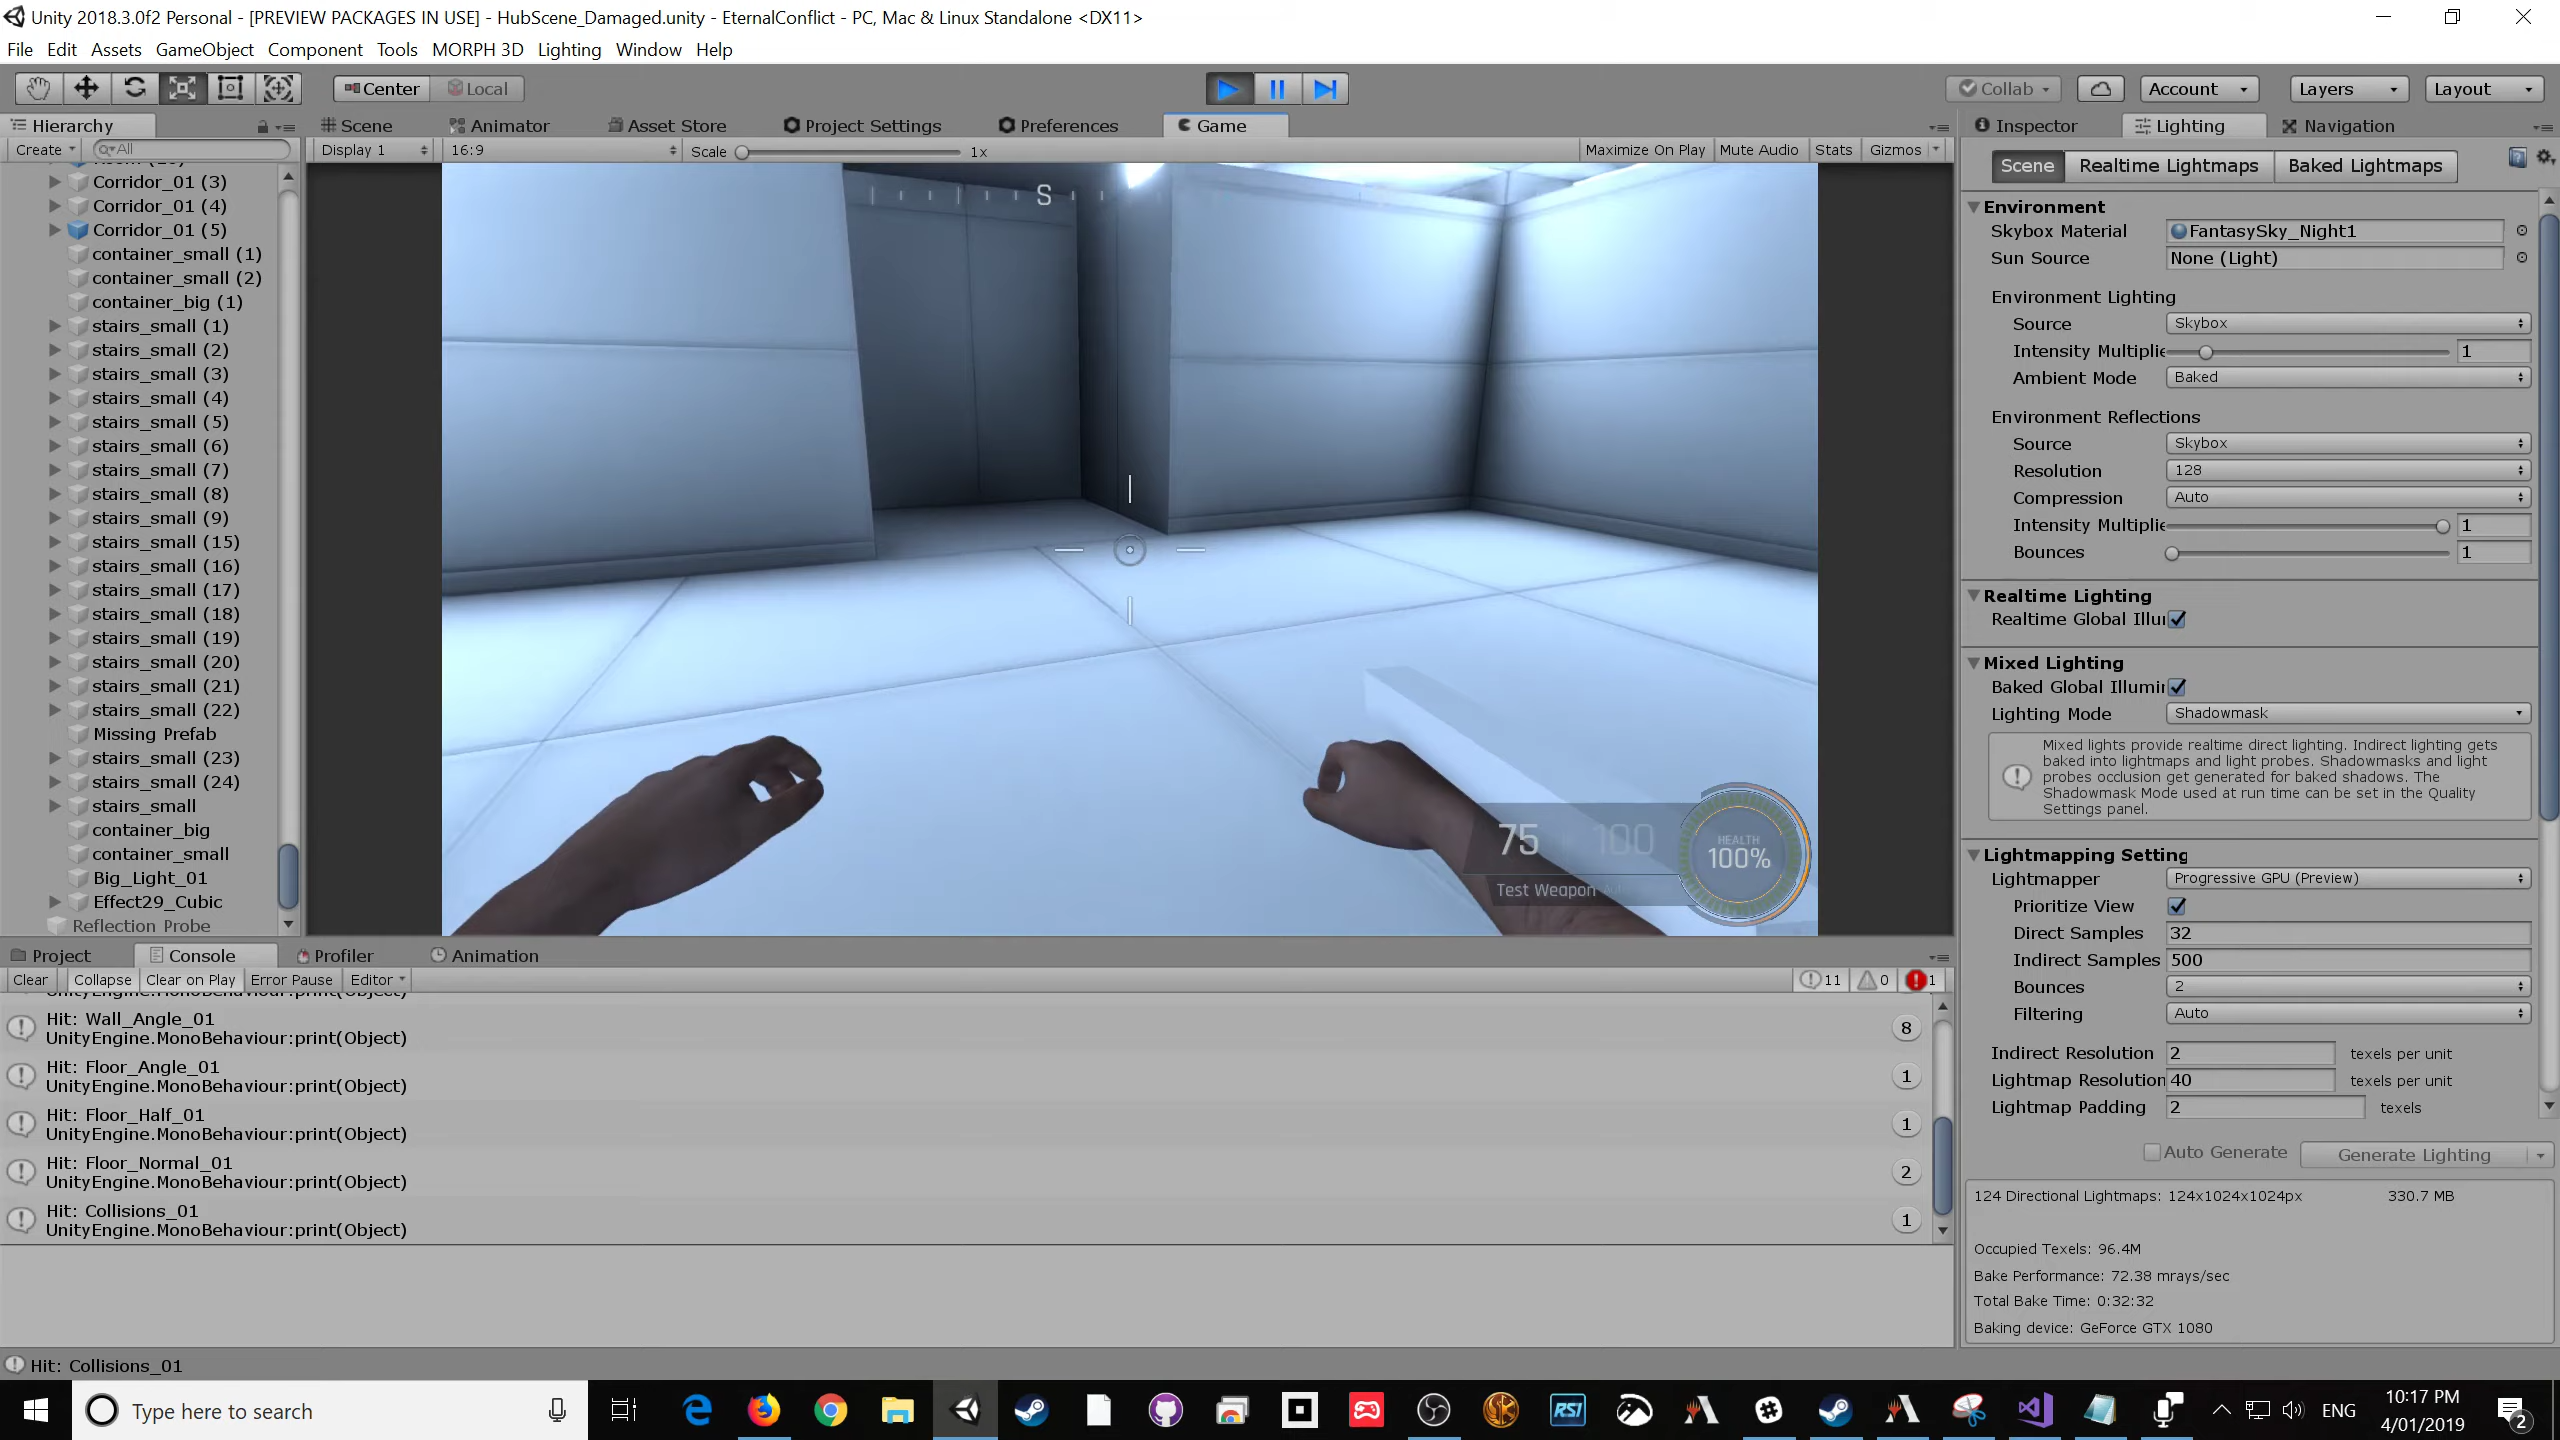 Unity 2018.3.0f2 Personal - [PREVIEW PACKAGES IN USE] - HubScene_Damaged.unity - EternalConflict - PC, Mac & Linux Standalone <DX11>
File Edit Assets GameObject Component Tools MORPH 3D Lighting Window Help
Center Local Collab Account Layers Layout
Hierarchy
Create All
Corridor_01 (3)
Corridor_01 (4)
Corridor_01 (5)
container_small (1)
container_small (2)
container_big (1)
stairs_small (1)
stairs_small (2)
stairs_small (3)
stairs_small (4)
stairs_small (5)
stairs_small (6)
stairs_small (7)
stairs_small (8)
stairs_small (9)
stairs_small (15)
stairs_small (16)
stairs_small (17)
stairs_small (18)
stairs_small (19)
stairs_small (20)
stairs_small (21)
stairs_small (22)
Missing Prefab
stairs_small (23)
stairs_small (24)
stairs_small
container_big
container_small
Big_Light_01
Effect29_Cubic
Reflection Probe
Scene Animator Asset Store Project Settings Preferences Game
Display 1 16:9 Scale 1x Maximize On Play Mute Audio Stats Gizmos
S
75 100
Test Weapon
HEALTH
100%
Inspector Lighting Navigation
Scene Realtime Lightmaps Baked Lightmaps
Environment
Skybox Material FantasySky_Night1
Sun Source None (Light)
Environment Lighting
Source Skybox
Intensity Multiplie 1
Ambient Mode Baked
Environment Reflections
Source Skybox
Resolution 128
Compression Auto
Intensity Multiplie 1
Bounces 1
Realtime Lighting
Realtime Global Illu
Mixed Lighting
Baked Global Illumi
Lighting Mode Shadowmask
Mixed lights provide realtime direct lighting. Indirect lighting gets
baked into lightmaps and light probes. Shadowmasks and light
probes occlusion get generated for baked shadows. The
Shadowmask Mode used at run time can be set in the Quality
Settings panel.
Lightmapping Setting
Lightmapper Progressive GPU (Preview)
Prioritize View
Direct Samples 32
Indirect Samples 500
Bounces 2
Filtering Auto
Indirect Resolution 2 texels per unit
Lightmap Resolution 40 texels per unit
Lightmap Padding 2 texels
Auto Generate Generate Lighting
124 Directional Lightmaps: 124x1024x1024px 330.7 MB
Occupied Texels: 96.4M
Bake Performance: 72.38 mrays/sec
Total Bake Time: 0:32:32
Baking device: GeForce GTX 1080
Project Console Profiler Animation
Clear Collapse Clear on Play Error Pause Editor 11 0 1
UnityEngine.MonoBehaviour:print(Object)
Hit: Wall_Angle_01
UnityEngine.MonoBehaviour:print(Object) 8
Hit: Floor_Angle_01
UnityEngine.MonoBehaviour:print(Object) 1
Hit: Floor_Half_01
UnityEngine.MonoBehaviour:print(Object) 1
Hit: Floor_Normal_01
UnityEngine.MonoBehaviour:print(Object) 2
Hit: Collisions_01
UnityEngine.MonoBehaviour:print(Object) 1
Hit: Collisions_01
Type here to search
RSI
ENG
10:17 PM
4/01/2019
2